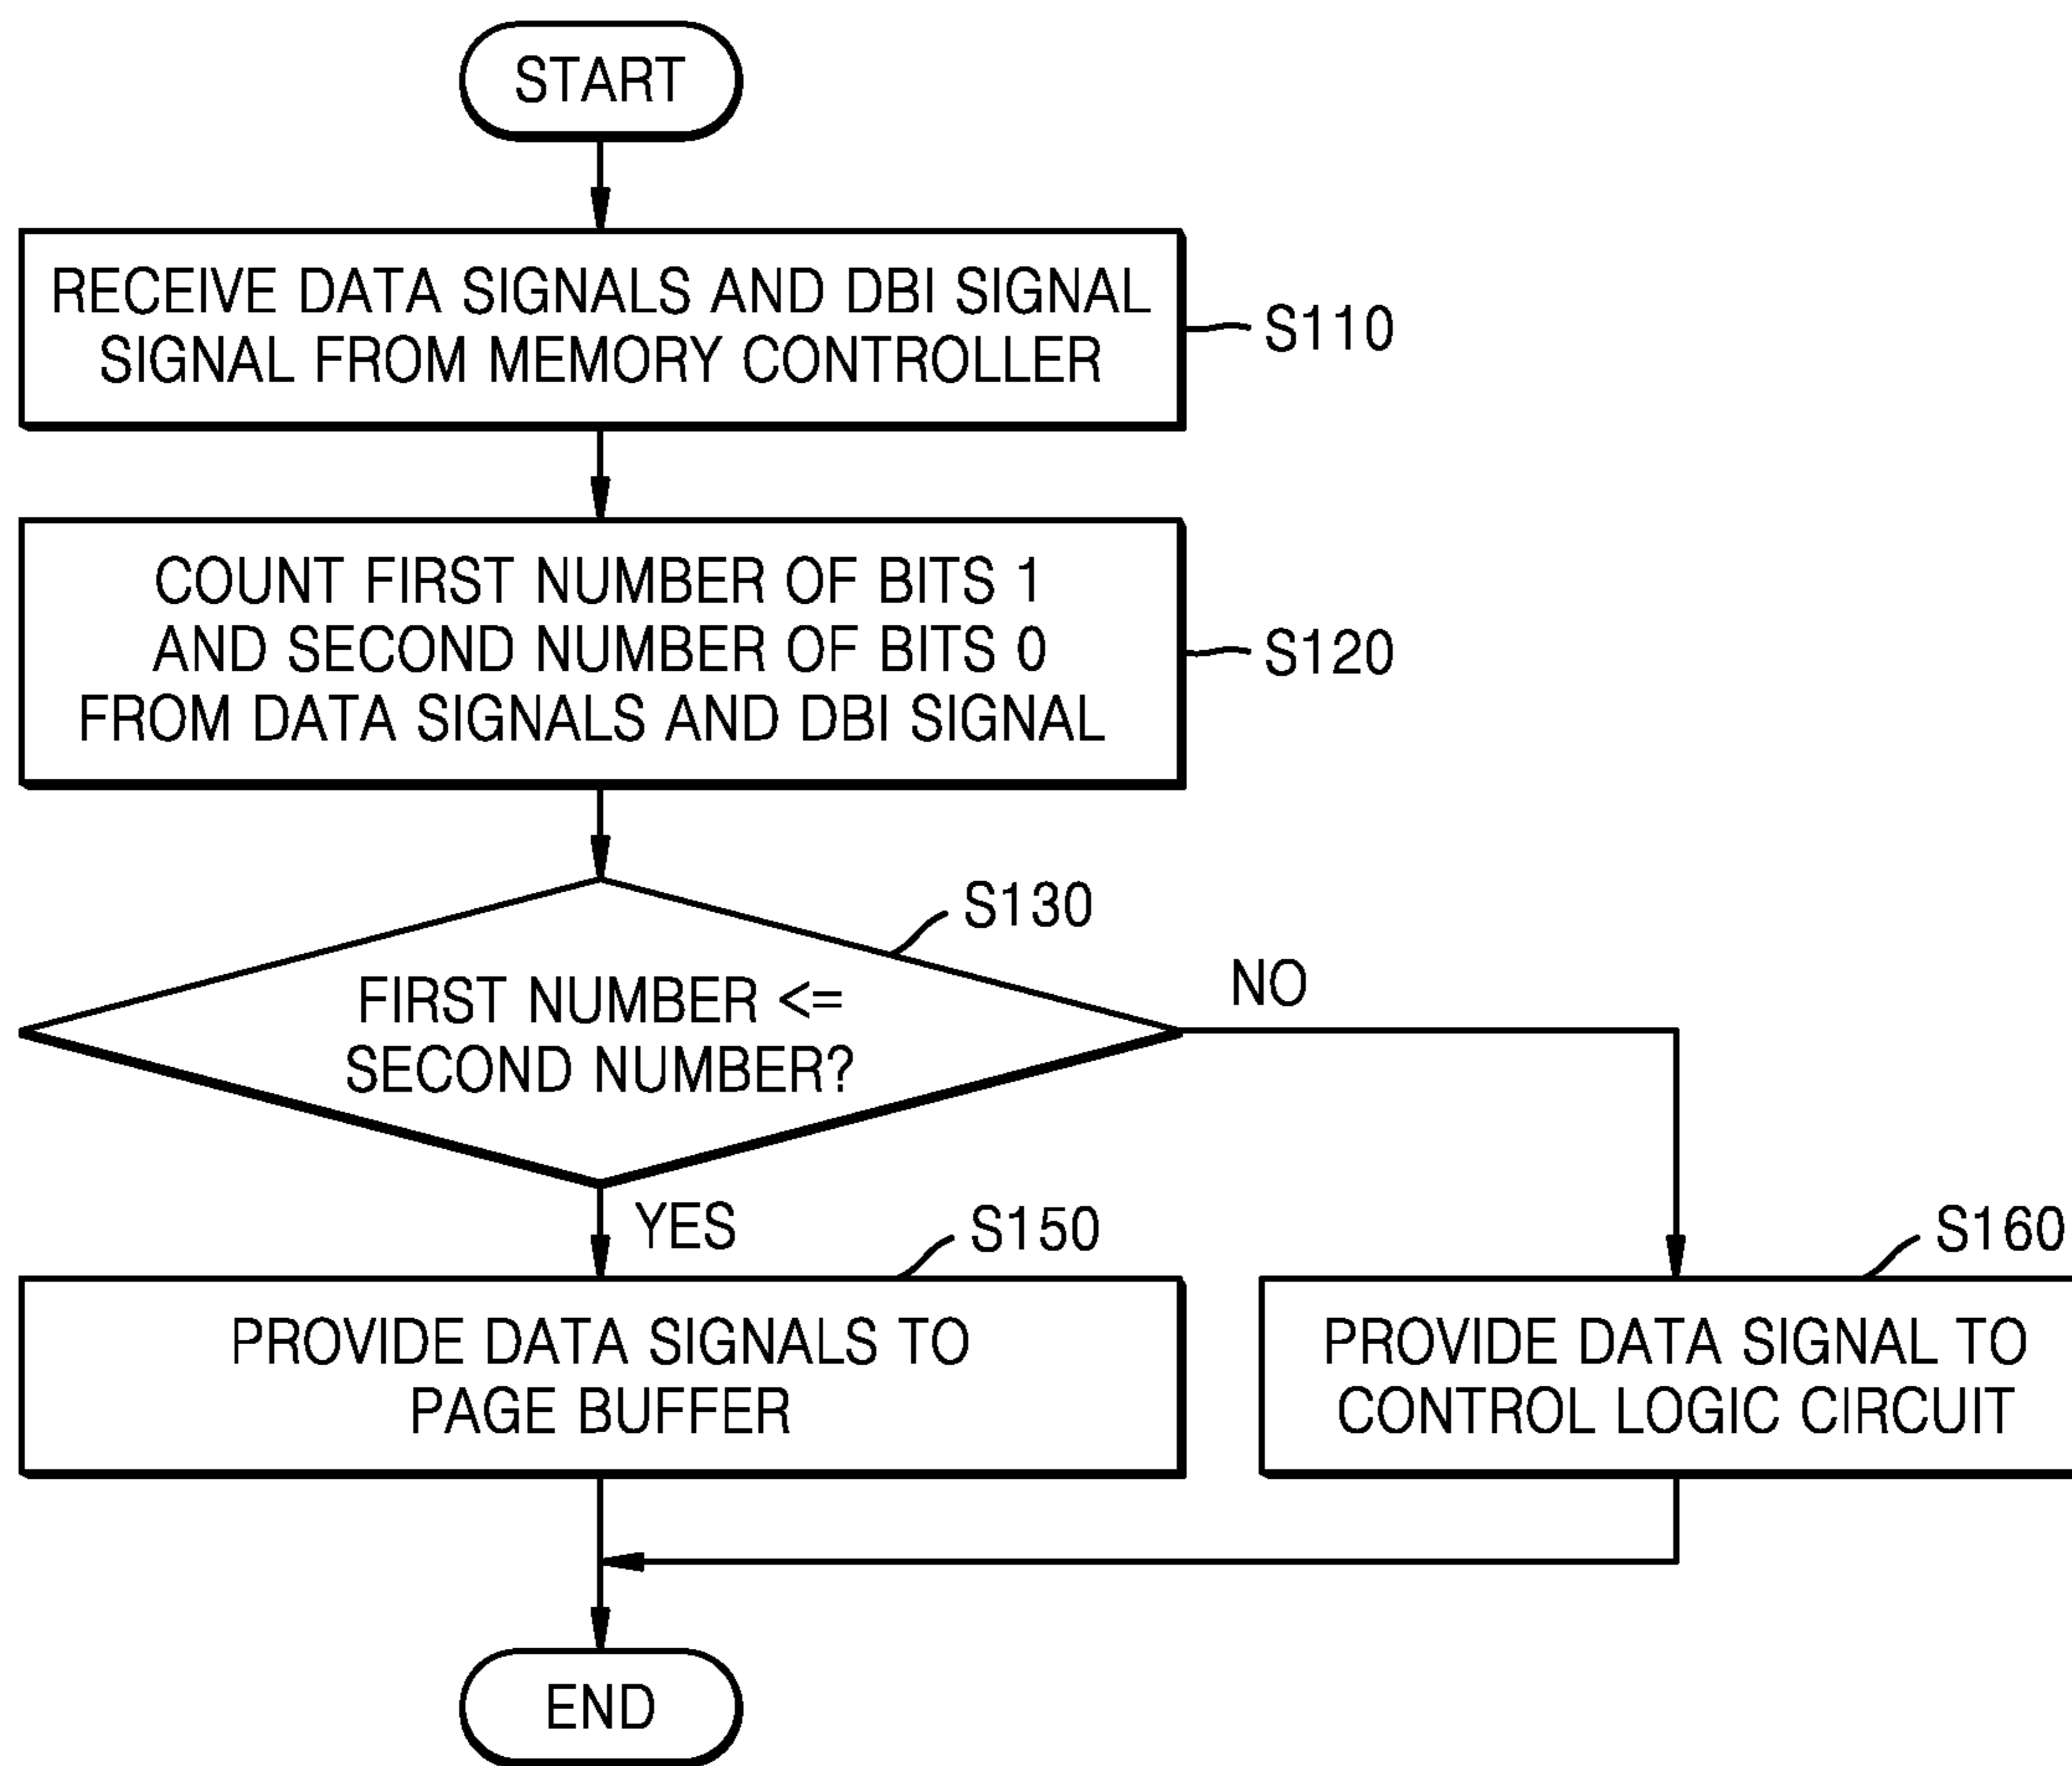 START
RECEIVE DATA SIGNALS AND DBI SIGNAL
SIGNAL FROM MEMORY CONTROLLER
S110
COUNT FIRST NUMBER OF BITS 1
AND SECOND NUMBER OF BITS 0
FROM DATA SIGNALS AND DBI SIGNAL
S120
S130
FIRST NUMBER <=
SECOND NUMBER?
NO
YES
S150
PROVIDE DATA SIGNALS TO
PAGE BUFFER
S160
PROVIDE DATA SIGNAL TO
CONTROL LOGIC CIRCUIT
END